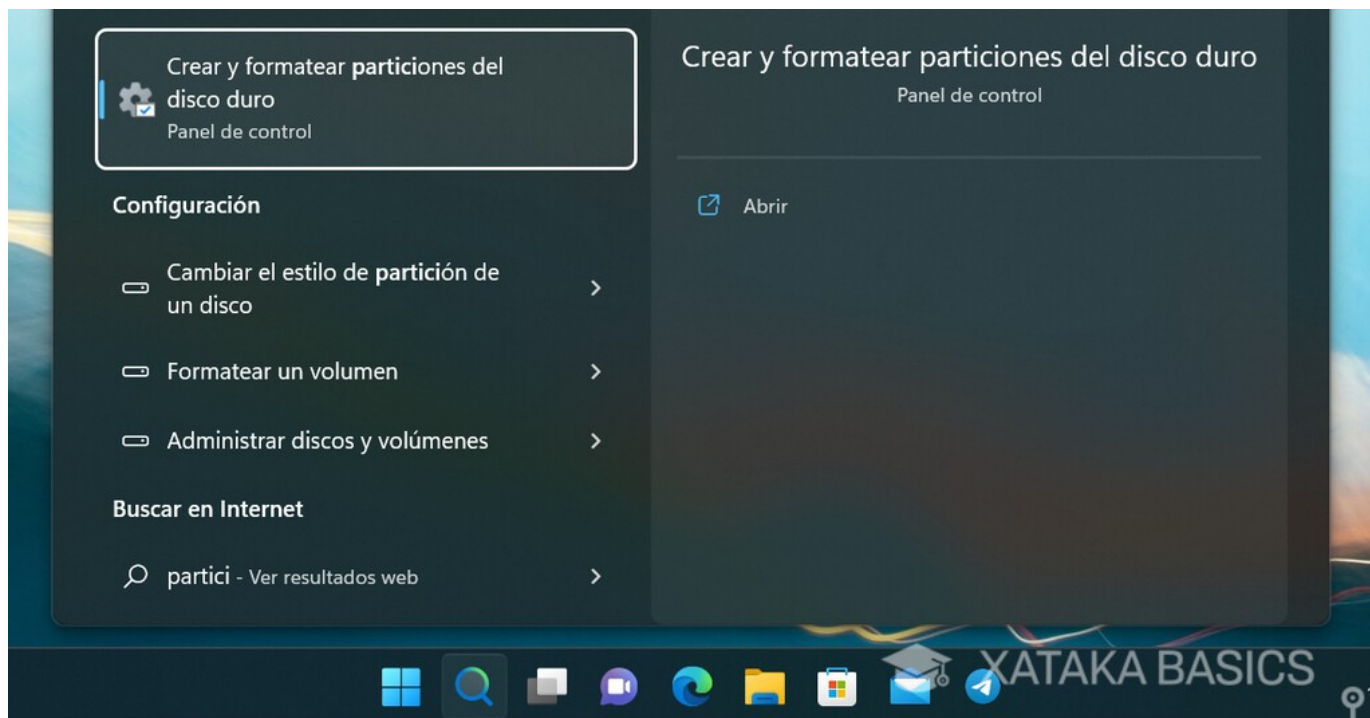 Crear y formatear particiones del
disco duro
Panel de control
Configuración
Cambiar el estilo de partición de
un disco
Formatear un volumen
Administrar discos y volúmenes
Buscar en Internet
partici - Ver resultados web
Crear y formatear particiones del disco duro
Panel de control
Abrir
XATAKA BASICS